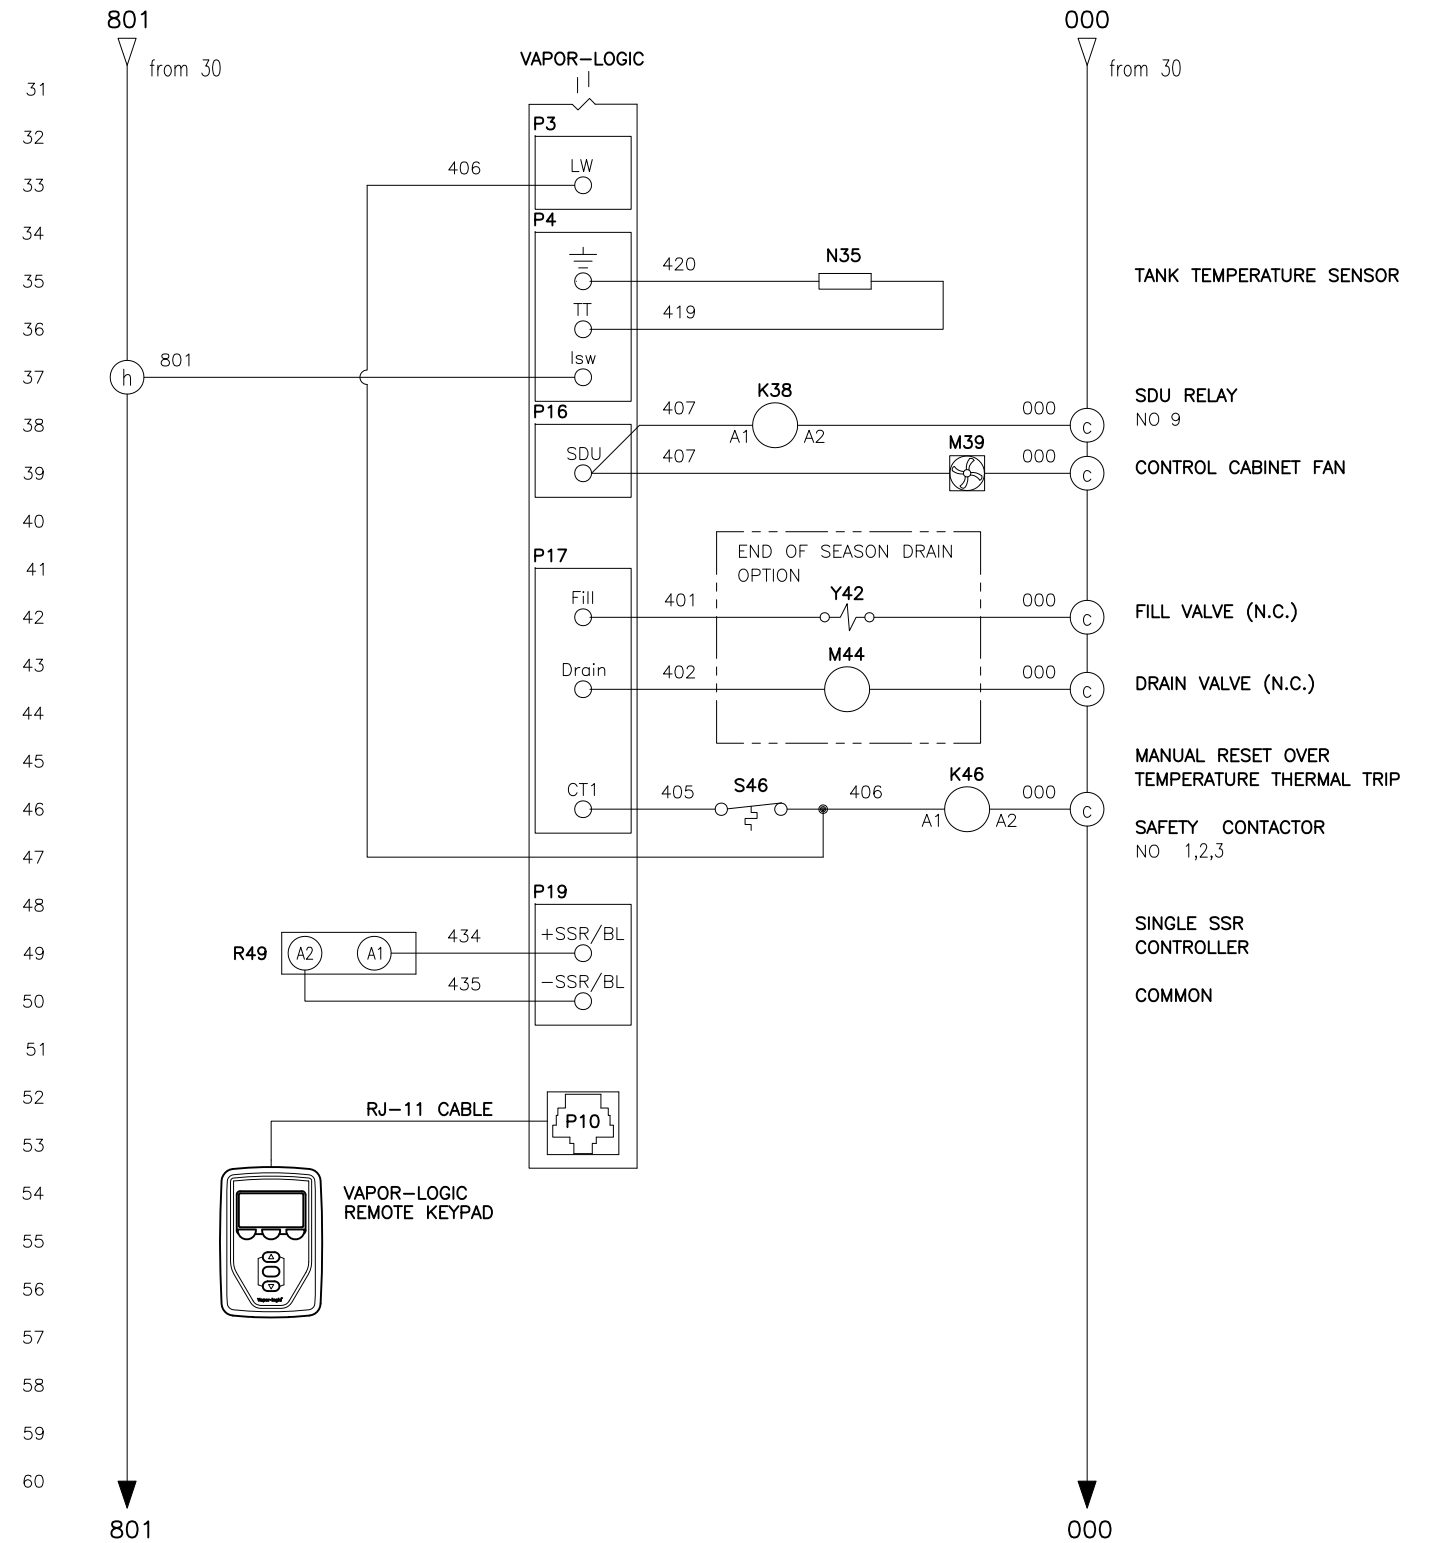 801
000
from 30
from 30
VAPOR-LOGIC
31
P3
32
LW
406
33
P4
34
420
N35
35
TANK TEMPERATURE SENSOR
TT
419
36
Isw
801
h
37
K38
SDU RELAY
P16
407
000
NO 9
38
A1
A2
c
M39
SDU
407
000
39
c
CONTROL CABINET FAN
40
END OF SEASON DRAIN
OPTION
P17
41
Y42
Fill
401
000
42
c
FILL VALVE (N.C.)
M44
43
Drain
402
000
c
DRAIN VALVE (N.C.)
44
MANUAL RESET OVER
45
TEMPERATURE THERMAL TRIP
K46
S46
CT1
405
406
000
46
A1
A2
c
SAFETY CONTACTOR
NO 1,2,3
47
P19
48
SINGLE SSR
CONTROLLER
+SSR/BL
434
R49
A2
A1
49
-SSR/BL
435
50
COMMON
51
52
RJ-11 CABLE
P10
53
54
VAPOR-LOGIC
REMOTE KEYPAD
55
56
Vapor-logic
57
58
59
60
801
000